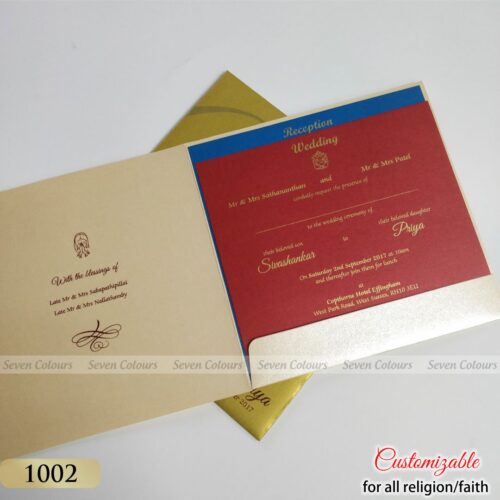 Reception
Wedding
Mr & Mrs Sathananthan and Mr & Mrs Patel
cordially request the presence of
to the wedding ceremony of
their beloved son to their beloved daughter
Sivashankar Priya
On Saturday 2nd September 2017 at 10am
and thereafter join them for lunch
at
Copthorne Hotel Effingham
West Park Road, West Sussex, RH10 3EU
With the blessings of
Late Mr & Mrs Sabapathipillai
Late Mr & Mrs Nallathamby
Seven Colours Seven Colours Seven Colours Seven Colours Seven Colours Seven Colours
2017
1002
Customizable
for all religion/faith